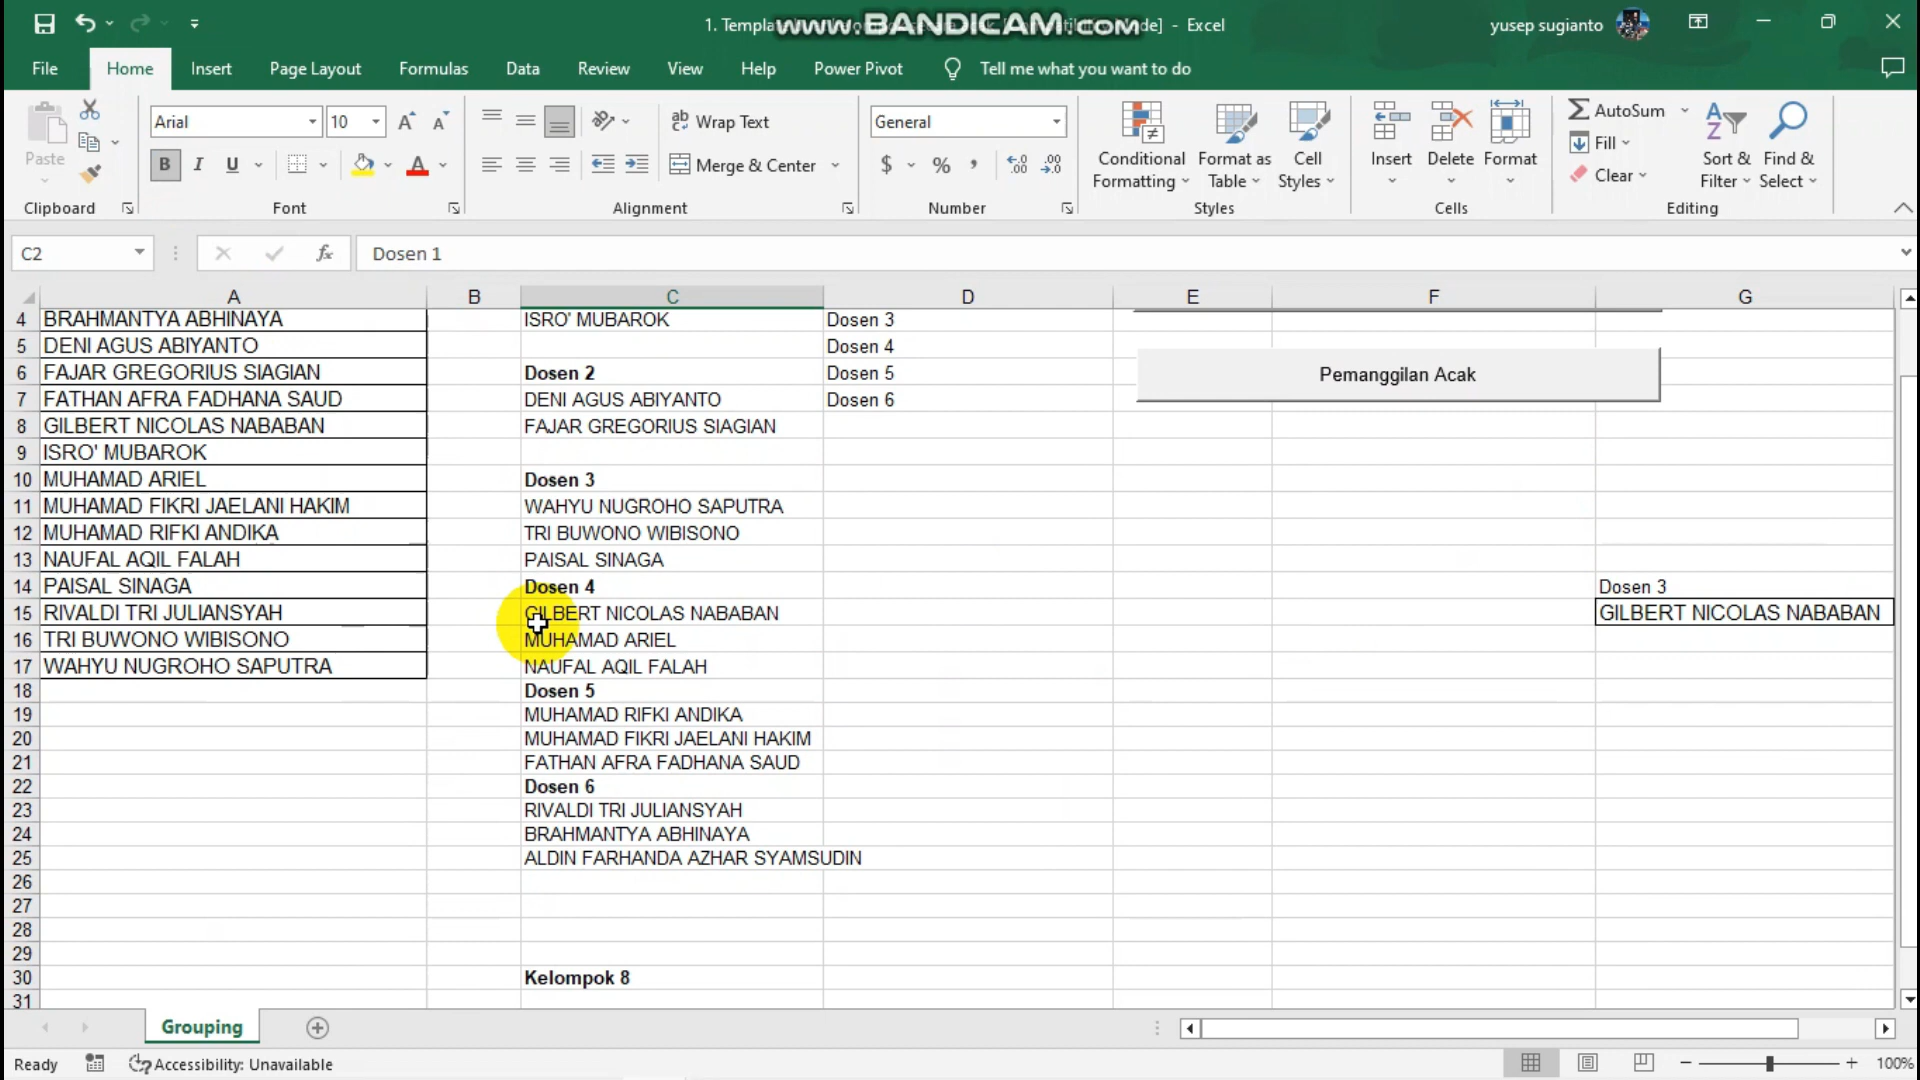 1. Templa
www.BANDICAM.com
de] - Excel
yusep sugianto
File Home Insert Page Layout Formulas Data Review View Help Power Pivot Tell me what you want to do
Paste
Clipboard
Arial 10
B I U
Font
Wrap Text
Merge & Center
Alignment
General
$ % ,
Number
Conditional Formatting
Format as Table
Cell Styles
Styles
Insert
Delete
Format
Cells
AutoSum
Fill
Clear
Sort & Filter
Find & Select
Editing
C2 fx Dosen 1
A B C D E F G
4 BRAHMANTYA ABHINAYA ISRO' MUBAROK Dosen 3
5 DENI AGUS ABIYANTO Dosen 4
6 FAJAR GREGORIUS SIAGIAN Dosen 2 Dosen 5 Pemanggilan Acak
7 FATHAN AFRA FADHANA SAUD DENI AGUS ABIYANTO Dosen 6
8 GILBERT NICOLAS NABABAN FAJAR GREGORIUS SIAGIAN
9 ISRO' MUBAROK
10 MUHAMAD ARIEL Dosen 3
11 MUHAMAD FIKRI JAELANI HAKIM WAHYU NUGROHO SAPUTRA
12 MUHAMAD RIFKI ANDIKA TRI BUWONO WIBISONO
13 NAUFAL AQIL FALAH PAISAL SINAGA
14 PAISAL SINAGA Dosen 4 Dosen 3
15 RIVALDI TRI JULIANSYAH GILBERT NICOLAS NABABAN GILBERT NICOLAS NABABAN
16 TRI BUWONO WIBISONO MUHAMAD ARIEL
17 WAHYU NUGROHO SAPUTRA NAUFAL AQIL FALAH
18 Dosen 5
19 MUHAMAD RIFKI ANDIKA
20 MUHAMAD FIKRI JAELANI HAKIM
21 FATHAN AFRA FADHANA SAUD
22 Dosen 6
23 RIVALDI TRI JULIANSYAH
24 BRAHMANTYA ABHINAYA
25 ALDIN FARHANDA AZHAR SYAMSUDIN
26
27
28
29
30 Kelompok 8
31
Grouping
Ready Accessibility: Unavailable 100%